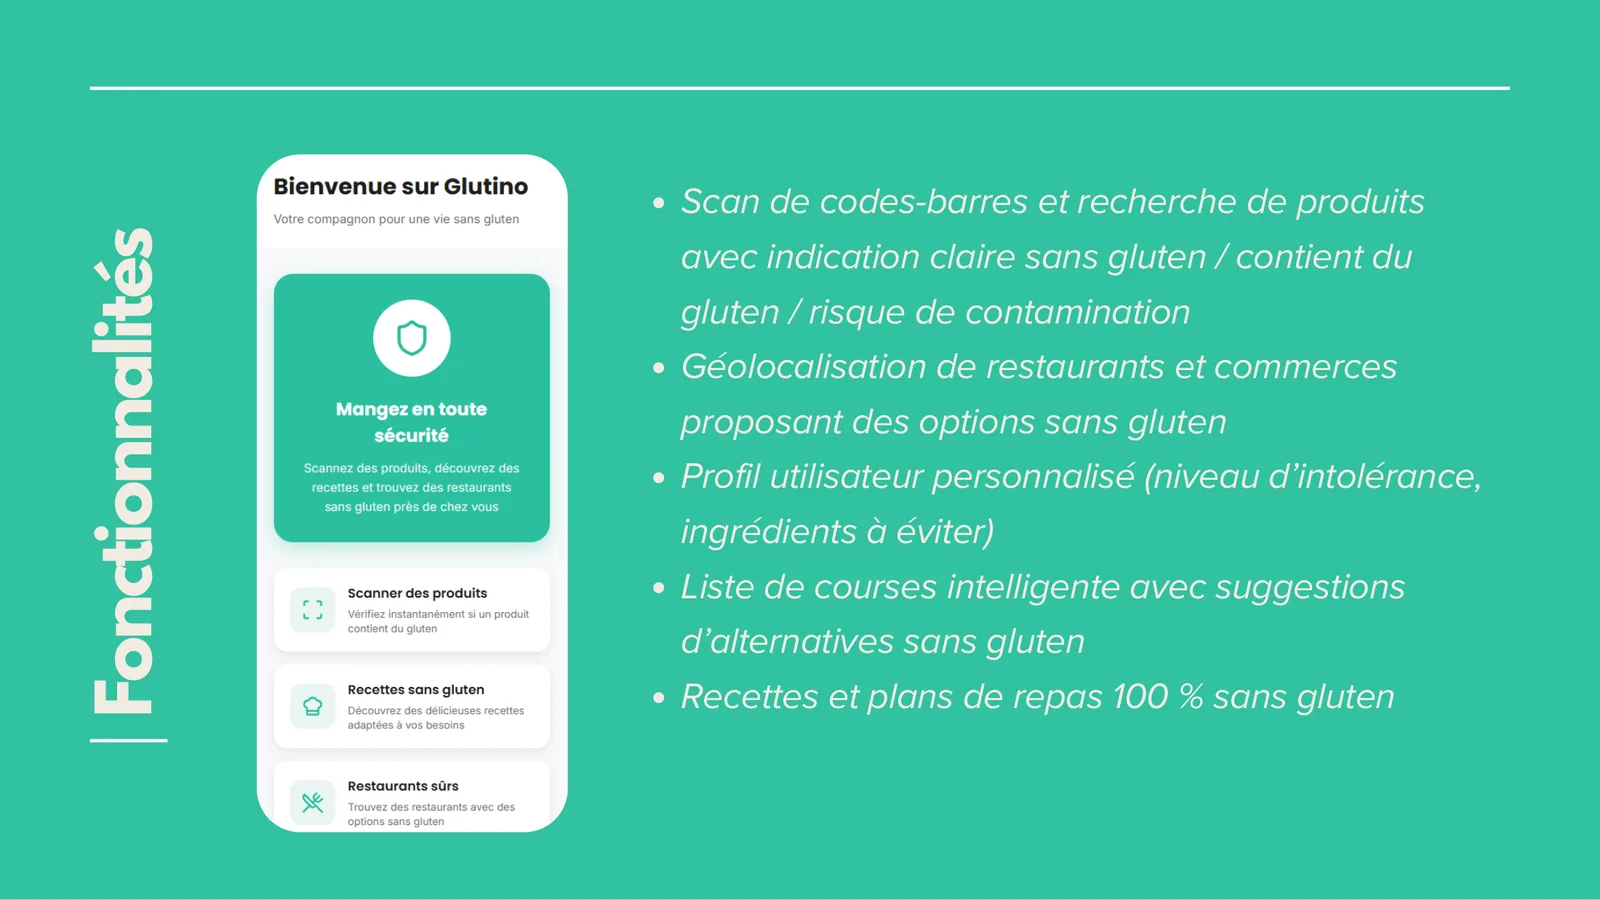 Fonctionnalités
Bienvenue sur Glutino
Votre compagnon pour une vie sans gluten
Mangez en toute
sécurité
Scannez des produits, découvrez des
recettes et trouvez des restaurants
sans gluten près de chez vous
Scanner des produits
Vérifiez instantanément si un produit
contient du gluten
Recettes sans gluten
Découvrez des délicieuses recettes
adaptées à vos besoins
Restaurants sûrs
Trouvez des restaurants avec des
options sans gluten
• Scan de codes-barres et recherche de produits
avec indication claire sans gluten / contient du
gluten / risque de contamination
• Géolocalisation de restaurants et commerces
proposant des options sans gluten
• Profil utilisateur personnalisé (niveau d’intolérance,
ingrédients à éviter)
• Liste de courses intelligente avec suggestions
d’alternatives sans gluten
• Recettes et plans de repas 100 % sans gluten